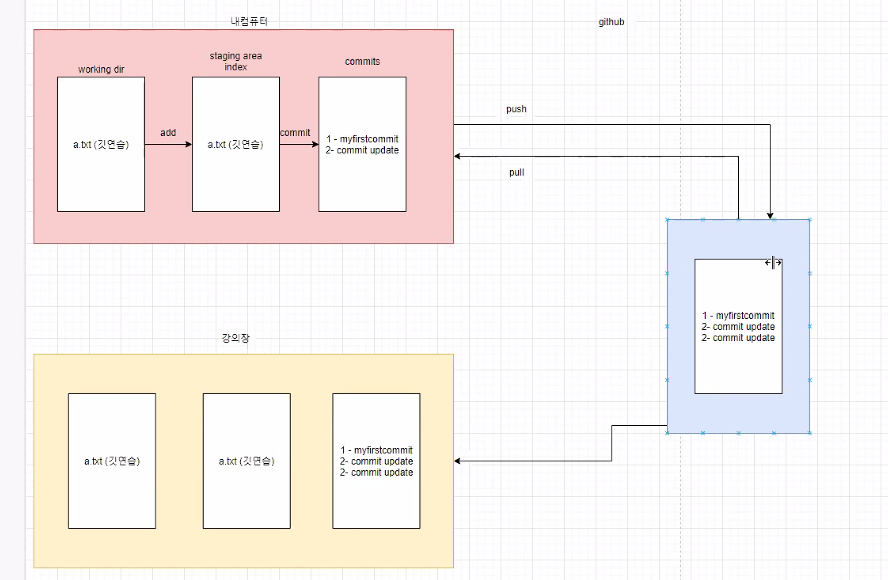 내컴퓨터
github
working dir
staging area
index
commits
a.txt (깃연습)
add
a.txt (깃연습)
commit
1 - myfirstcommit
2- commit update
push
pull
1 - myfirstcommit
2- commit update
2- commit update
강의장
a.txt (깃연습)
a.txt (깃연습)
1 - myfirstcommit
2- commit update
2- commit update